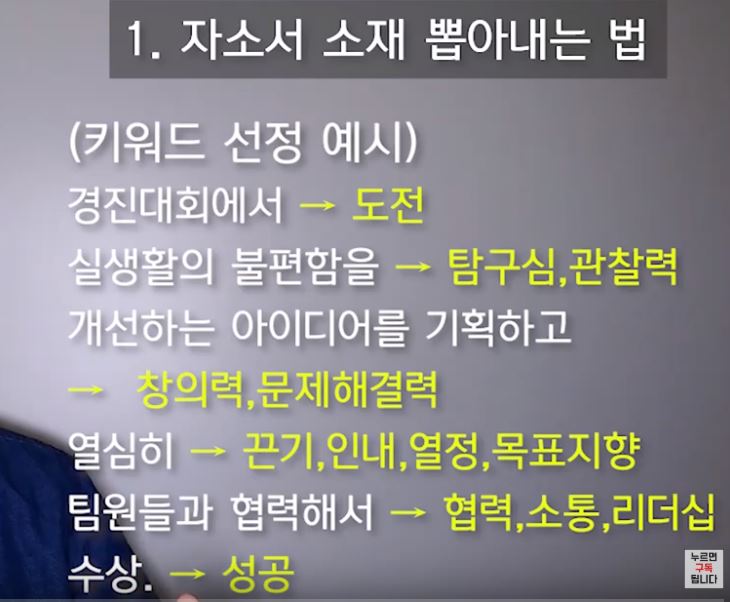 1. 자소서 소재 뽑아내는 법
(키워드 선정 예시)
경진대회에서 → 도전
실생활의 불편함을 → 탐구심,관찰력
개선하는 아이디어를 기획하고
→ 창의력,문제해결력
열심히 → 끈기,인내,열정,목표지향
팀원들과 협력해서 → 협력,소통,리더십
수상. → 성공
누르면
구독
됩니다